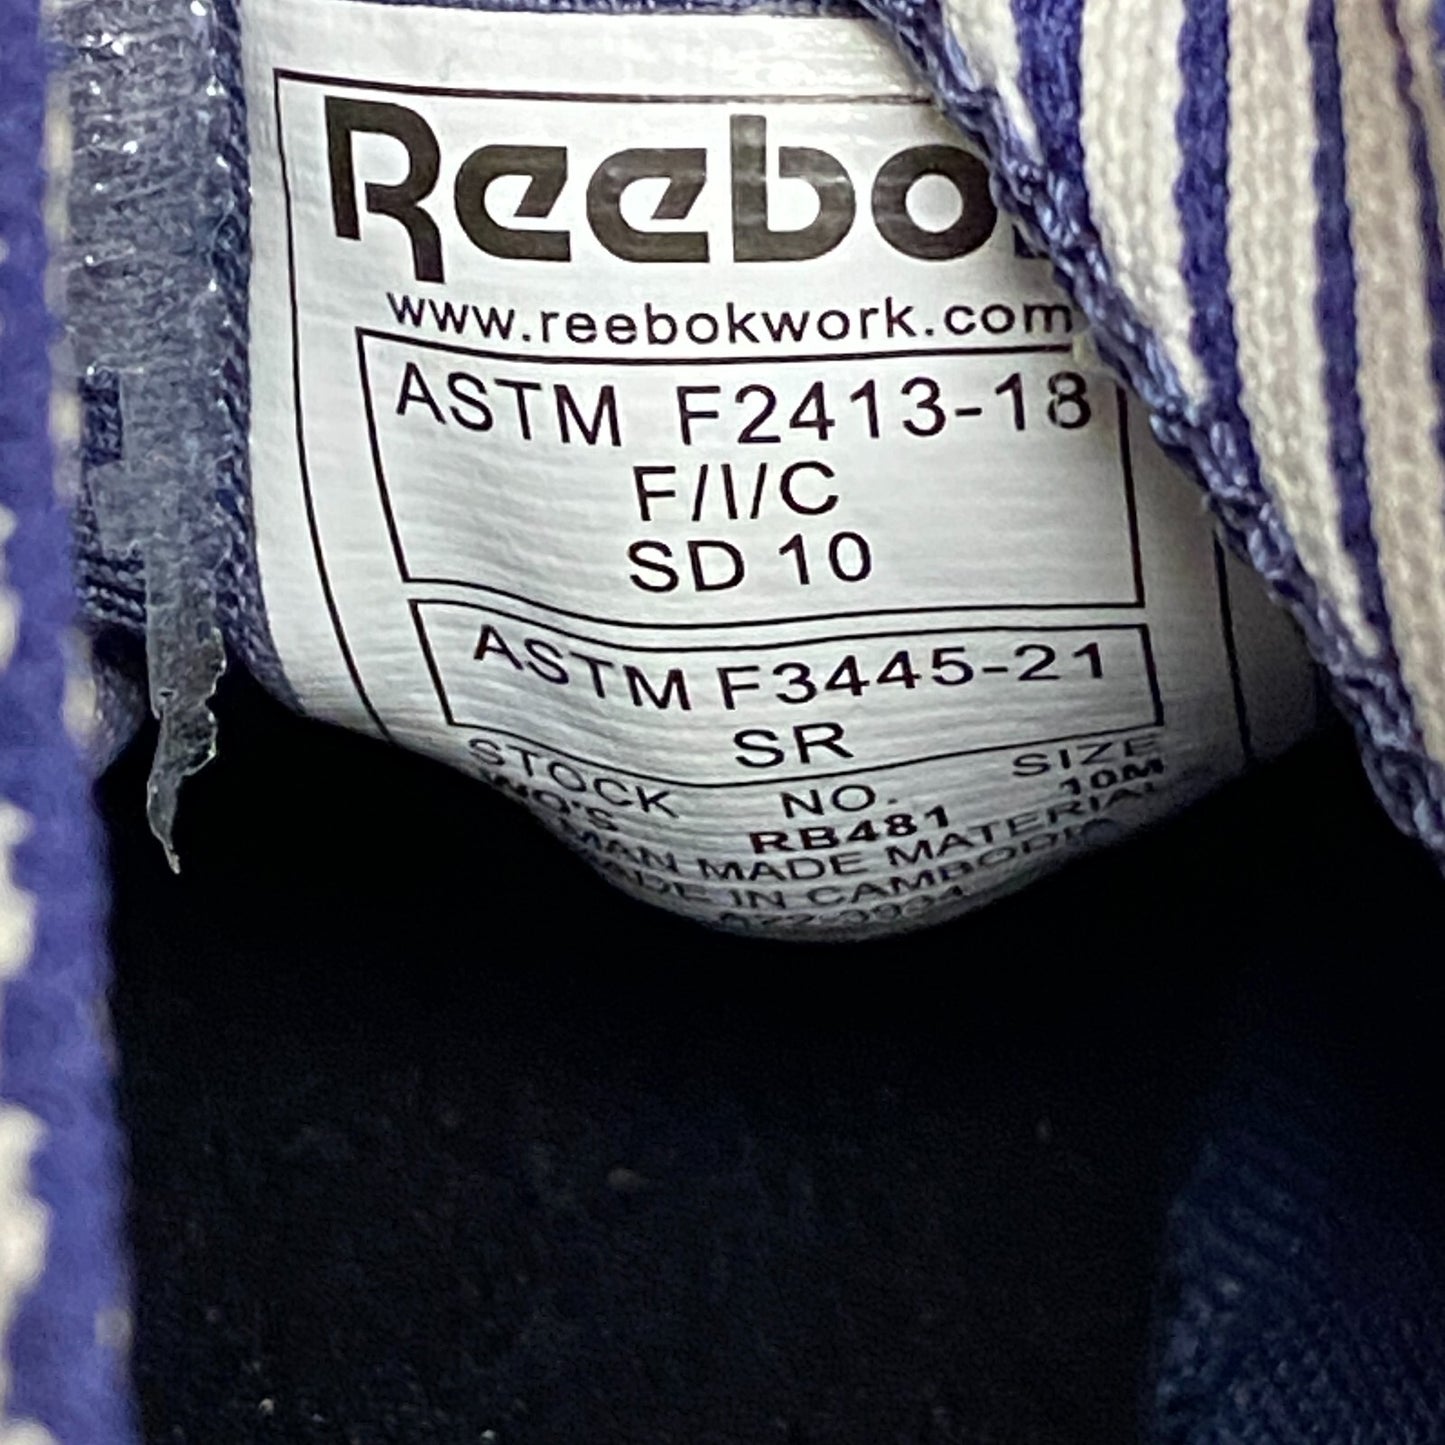 Reebok
www.reebokwork.com
ASTM F2413-18
F/I/C
SD 10
ASTM F3445-21
SR
STOCK NO. SIZE
WO'S RB481 10M
MAN MADE MATERIAL
MADE IN CAMBODIA